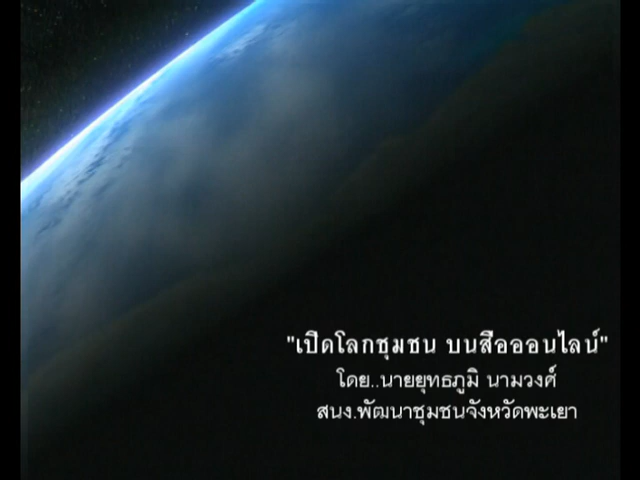 "เปิดโลกชุมชน บนสื่อออนไลน์"
โดย..นายยุทธภูมิ นามวงศ์
สนง.พัฒนาชุมชนจังหวัดพะเยา